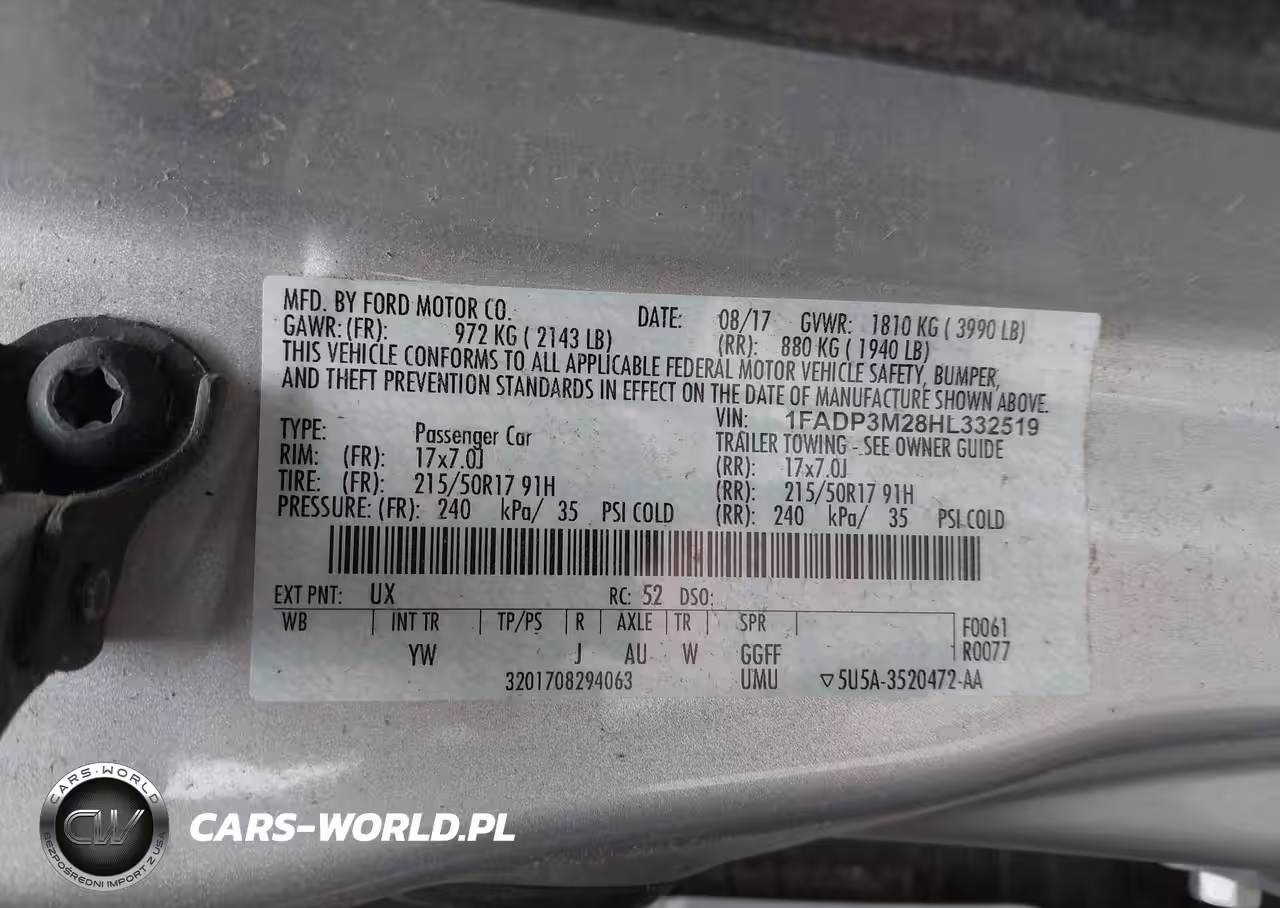 MFD. BY FORD MOTOR CO. DATE: 08/17 GVWR: 1810 KG ( 3990 LB)
GAWR: (FR): 972 KG ( 2143 LB) (RR): 880 KG ( 1940 LB)
THIS VEHICLE CONFORMS TO ALL APPLICABLE FEDERAL MOTOR VEHICLE SAFETY, BUMPER,
AND THEFT PREVENTION STANDARDS IN EFFECT ON THE DATE OF MANUFACTURE SHOWN ABOVE.
VIN: 1FADP3M28HL332519
TYPE: Passenger Car TRAILER TOWING - SEE OWNER GUIDE
RIM: (FR): 17x7.0J (RR): 17x7.0J
TIRE: (FR): 215/50R17 91H (RR): 215/50R17 91H
PRESSURE: (FR): 240 kPa/ 35 PSI COLD (RR): 240 kPa/ 35 PSI COLD
EXT PNT: UX RC: 52 DSO:
WB INT TR TP/PS R AXLE TR SPR F0061
YW J AU W GGFF R0077
3201708294063 UMU ▽5U5A-3520472-AA
CARS-WORLD
CW
BEZPOŚREDNI IMPORT Z USA
CARS-WORLD.PL